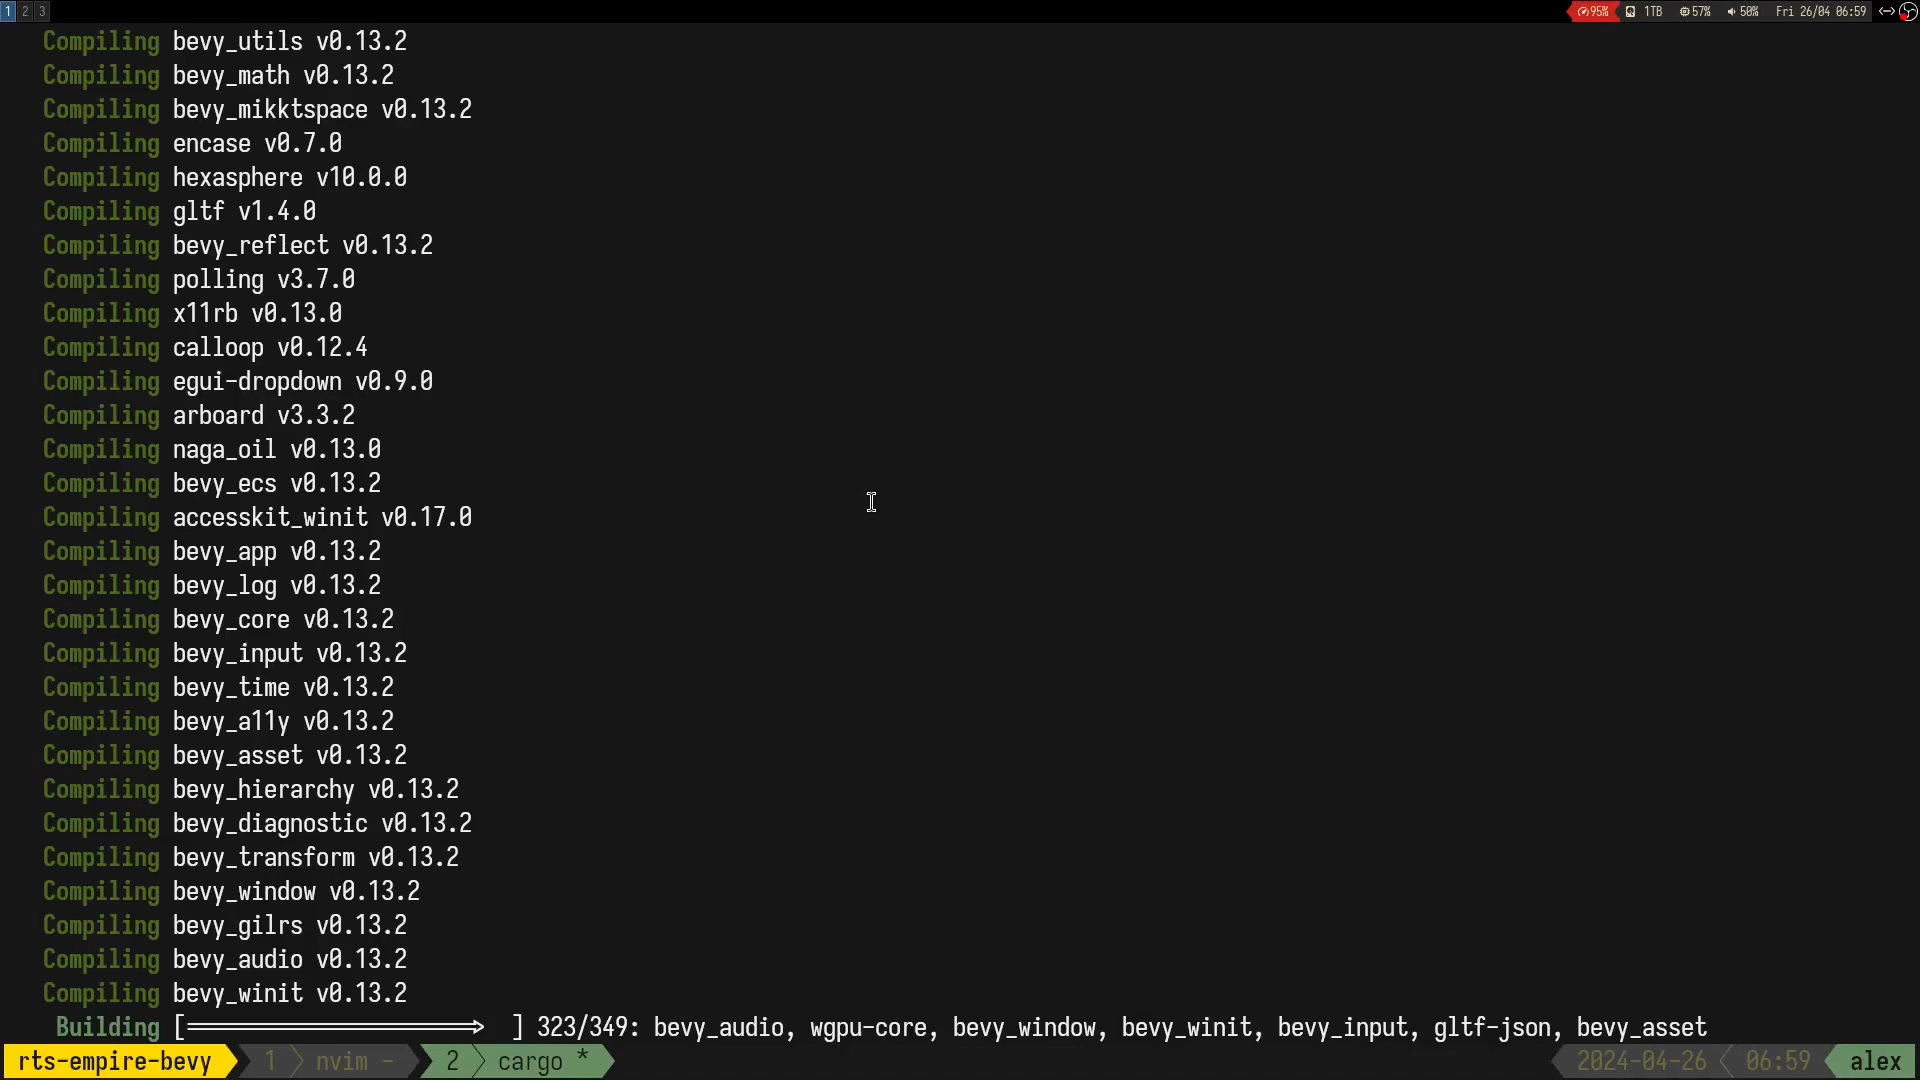 1 2 3 95% 1TB 57% 50% Fri 26/04 06:59
Compiling bevy_utils v0.13.2
Compiling bevy_math v0.13.2
Compiling bevy_mikktspace v0.13.2
Compiling encase v0.7.0
Compiling hexasphere v10.0.0
Compiling gltf v1.4.0
Compiling bevy_reflect v0.13.2
Compiling polling v3.7.0
Compiling x11rb v0.13.0
Compiling calloop v0.12.4
Compiling egui-dropdown v0.9.0
Compiling arboard v3.3.2
Compiling naga_oil v0.13.0
Compiling bevy_ecs v0.13.2
Compiling accesskit_winit v0.17.0
Compiling bevy_app v0.13.2
Compiling bevy_log v0.13.2
Compiling bevy_core v0.13.2
Compiling bevy_input v0.13.2
Compiling bevy_time v0.13.2
Compiling bevy_a11y v0.13.2
Compiling bevy_asset v0.13.2
Compiling bevy_hierarchy v0.13.2
Compiling bevy_diagnostic v0.13.2
Compiling bevy_transform v0.13.2
Compiling bevy_window v0.13.2
Compiling bevy_gilrs v0.13.2
Compiling bevy_audio v0.13.2
Compiling bevy_winit v0.13.2
Building [=======================> ] 323/349: bevy_audio, wgpu-core, bevy_window, bevy_winit, bevy_input, gltf-json, bevy_asset
rts-empire-bevy 1 nvim - 2 cargo * 2024-04-26 06:59 alex